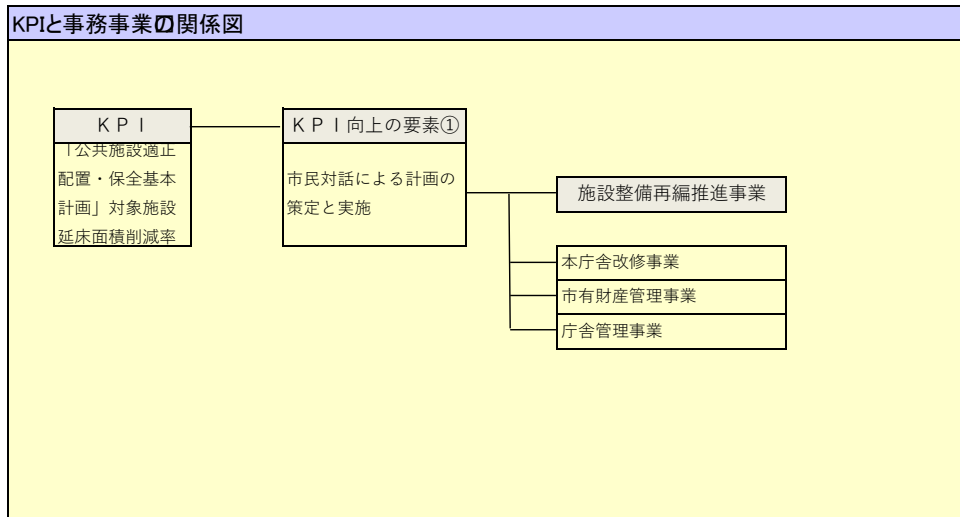 KPIと事務事業の関係図
ＫＰＩ
「公共施設適正
配置・保全基本
計画」対象施設
延床面積削減率
ＫＰＩ向上の要素①
市民対話による計画の
策定と実施
施設整備再編推進事業
本庁舎改修事業
市有財産管理事業
庁舎管理事業